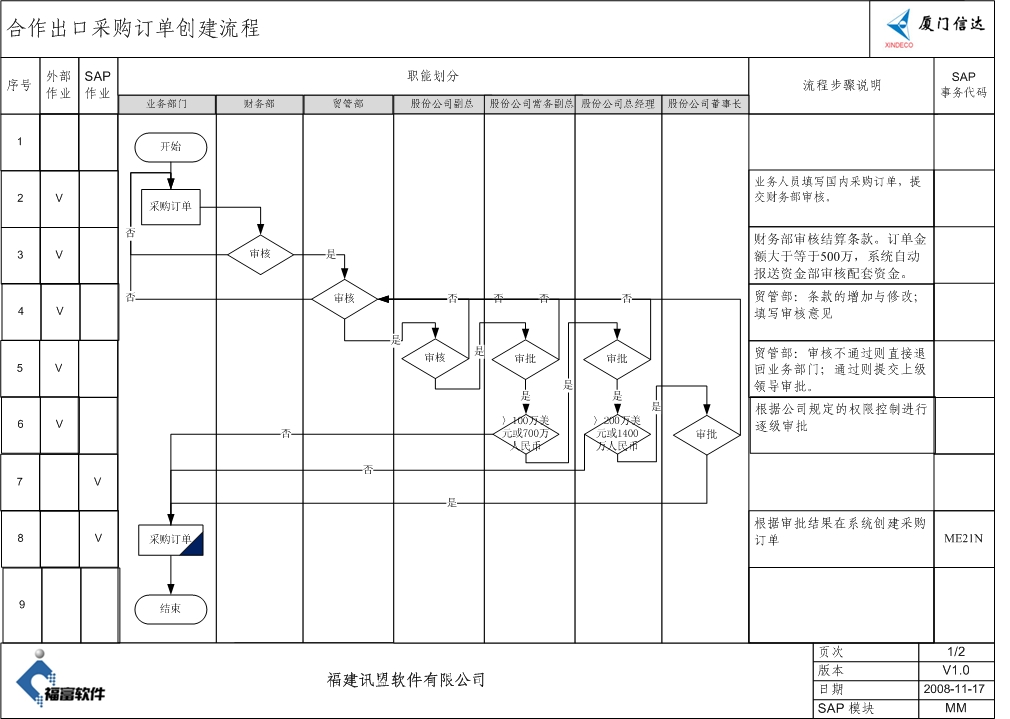 合作出口采购订单创建流程
厦门信达
XINDECO
序号
外部
作业
SAP
作业
职能划分
流程步骤说明
SAP
事务代码
业务部门
财务部
贸管部
股份公司副总
股份公司常务副总
股份公司总经理
股份公司董事长
1
开始
2
V
采购订单
业务人员填写国内采购订单，提
交财务部审核。
否
3
V
审核
是
财务部审核结算条款。订单金
额大于等于500万，系统自动
报送资金部审核配套资金。
4
V
否
审核
否
否
否
否
贸管部：条款的增加与修改；
填写审核意见
是
是
5
V
审核
审批
审批
贸管部：审核不通过则直接退
回业务部门；通过则提交上级
领导审批。
是
是
是
是
6
V
否
〉100万美
元或700万
人民币
〉200万美
元或1400
万人民币
审批
根据公司规定的权限控制进行
逐级审批
7
V
否
是
8
V
采购订单
根据审批结果在系统创建采购
订单
ME21N
9
结束
福富软件
福建讯盟软件有限公司
页次
1/2
版本
V1.0
日期
2008-11-17
SAP 模块
MM